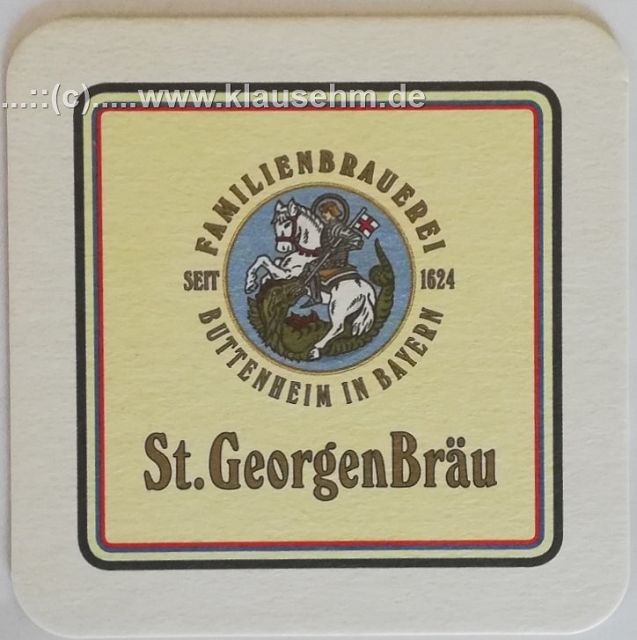 ...::(c).....www.klausehm.de
FAMILIENBRAUEREI
SEIT 1624
BUTTENHEIM IN BAYERN
St.GeorgenBräu